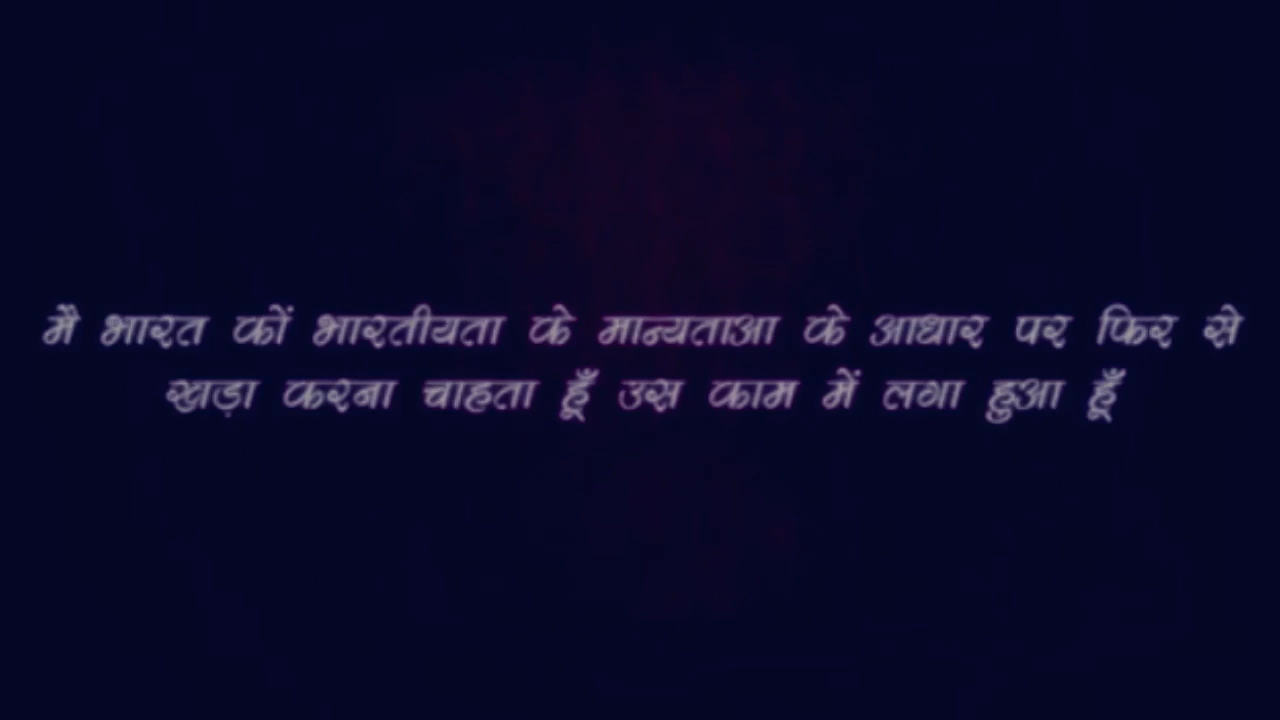 मै भारत कों भारतीयता के मान्यताआ के आधार पर फिर से
खड़ा करना चाहता हूँ उस काम में लगा हुआ हूँ